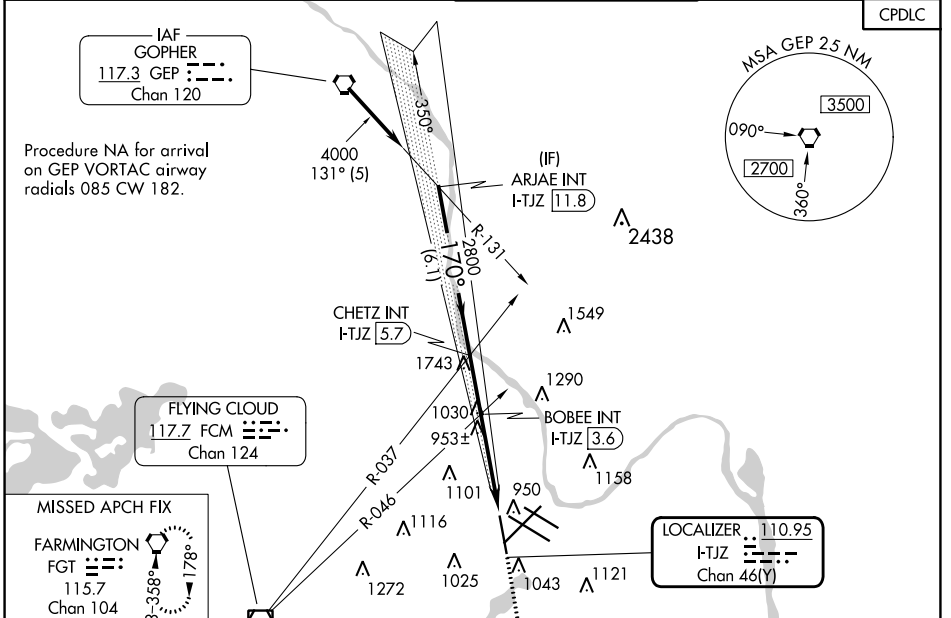 CPDLC
IAF
GOPHER
117.3 GEP
Chan 120
Procedure NA for arrival
on GEP VORTAC airway
radials 085 CW 182.
4000
131° (5)
350°
(IF)
ARJAE INT
I-TJZ 11.8
MSA GEP 25 NM
3500
090°
2700
360°
2438
R-131
2800
170°
(6.1)
CHETZ INT
I-TJZ 5.7
1549
1743
1290
FLYING CLOUD
117.7 FCM
Chan 124
1030
953±
BOBEE INT
I-TJZ 3.6
R-037
R-046
1101
1158
950
1116
MISSED APCH FIX
FARMINGTON
FGT
115.7
Chan 104
358°
178°
1272
1025
1043
1121
LOCALIZER 110.95
I-TJZ
Chan 46(Y)